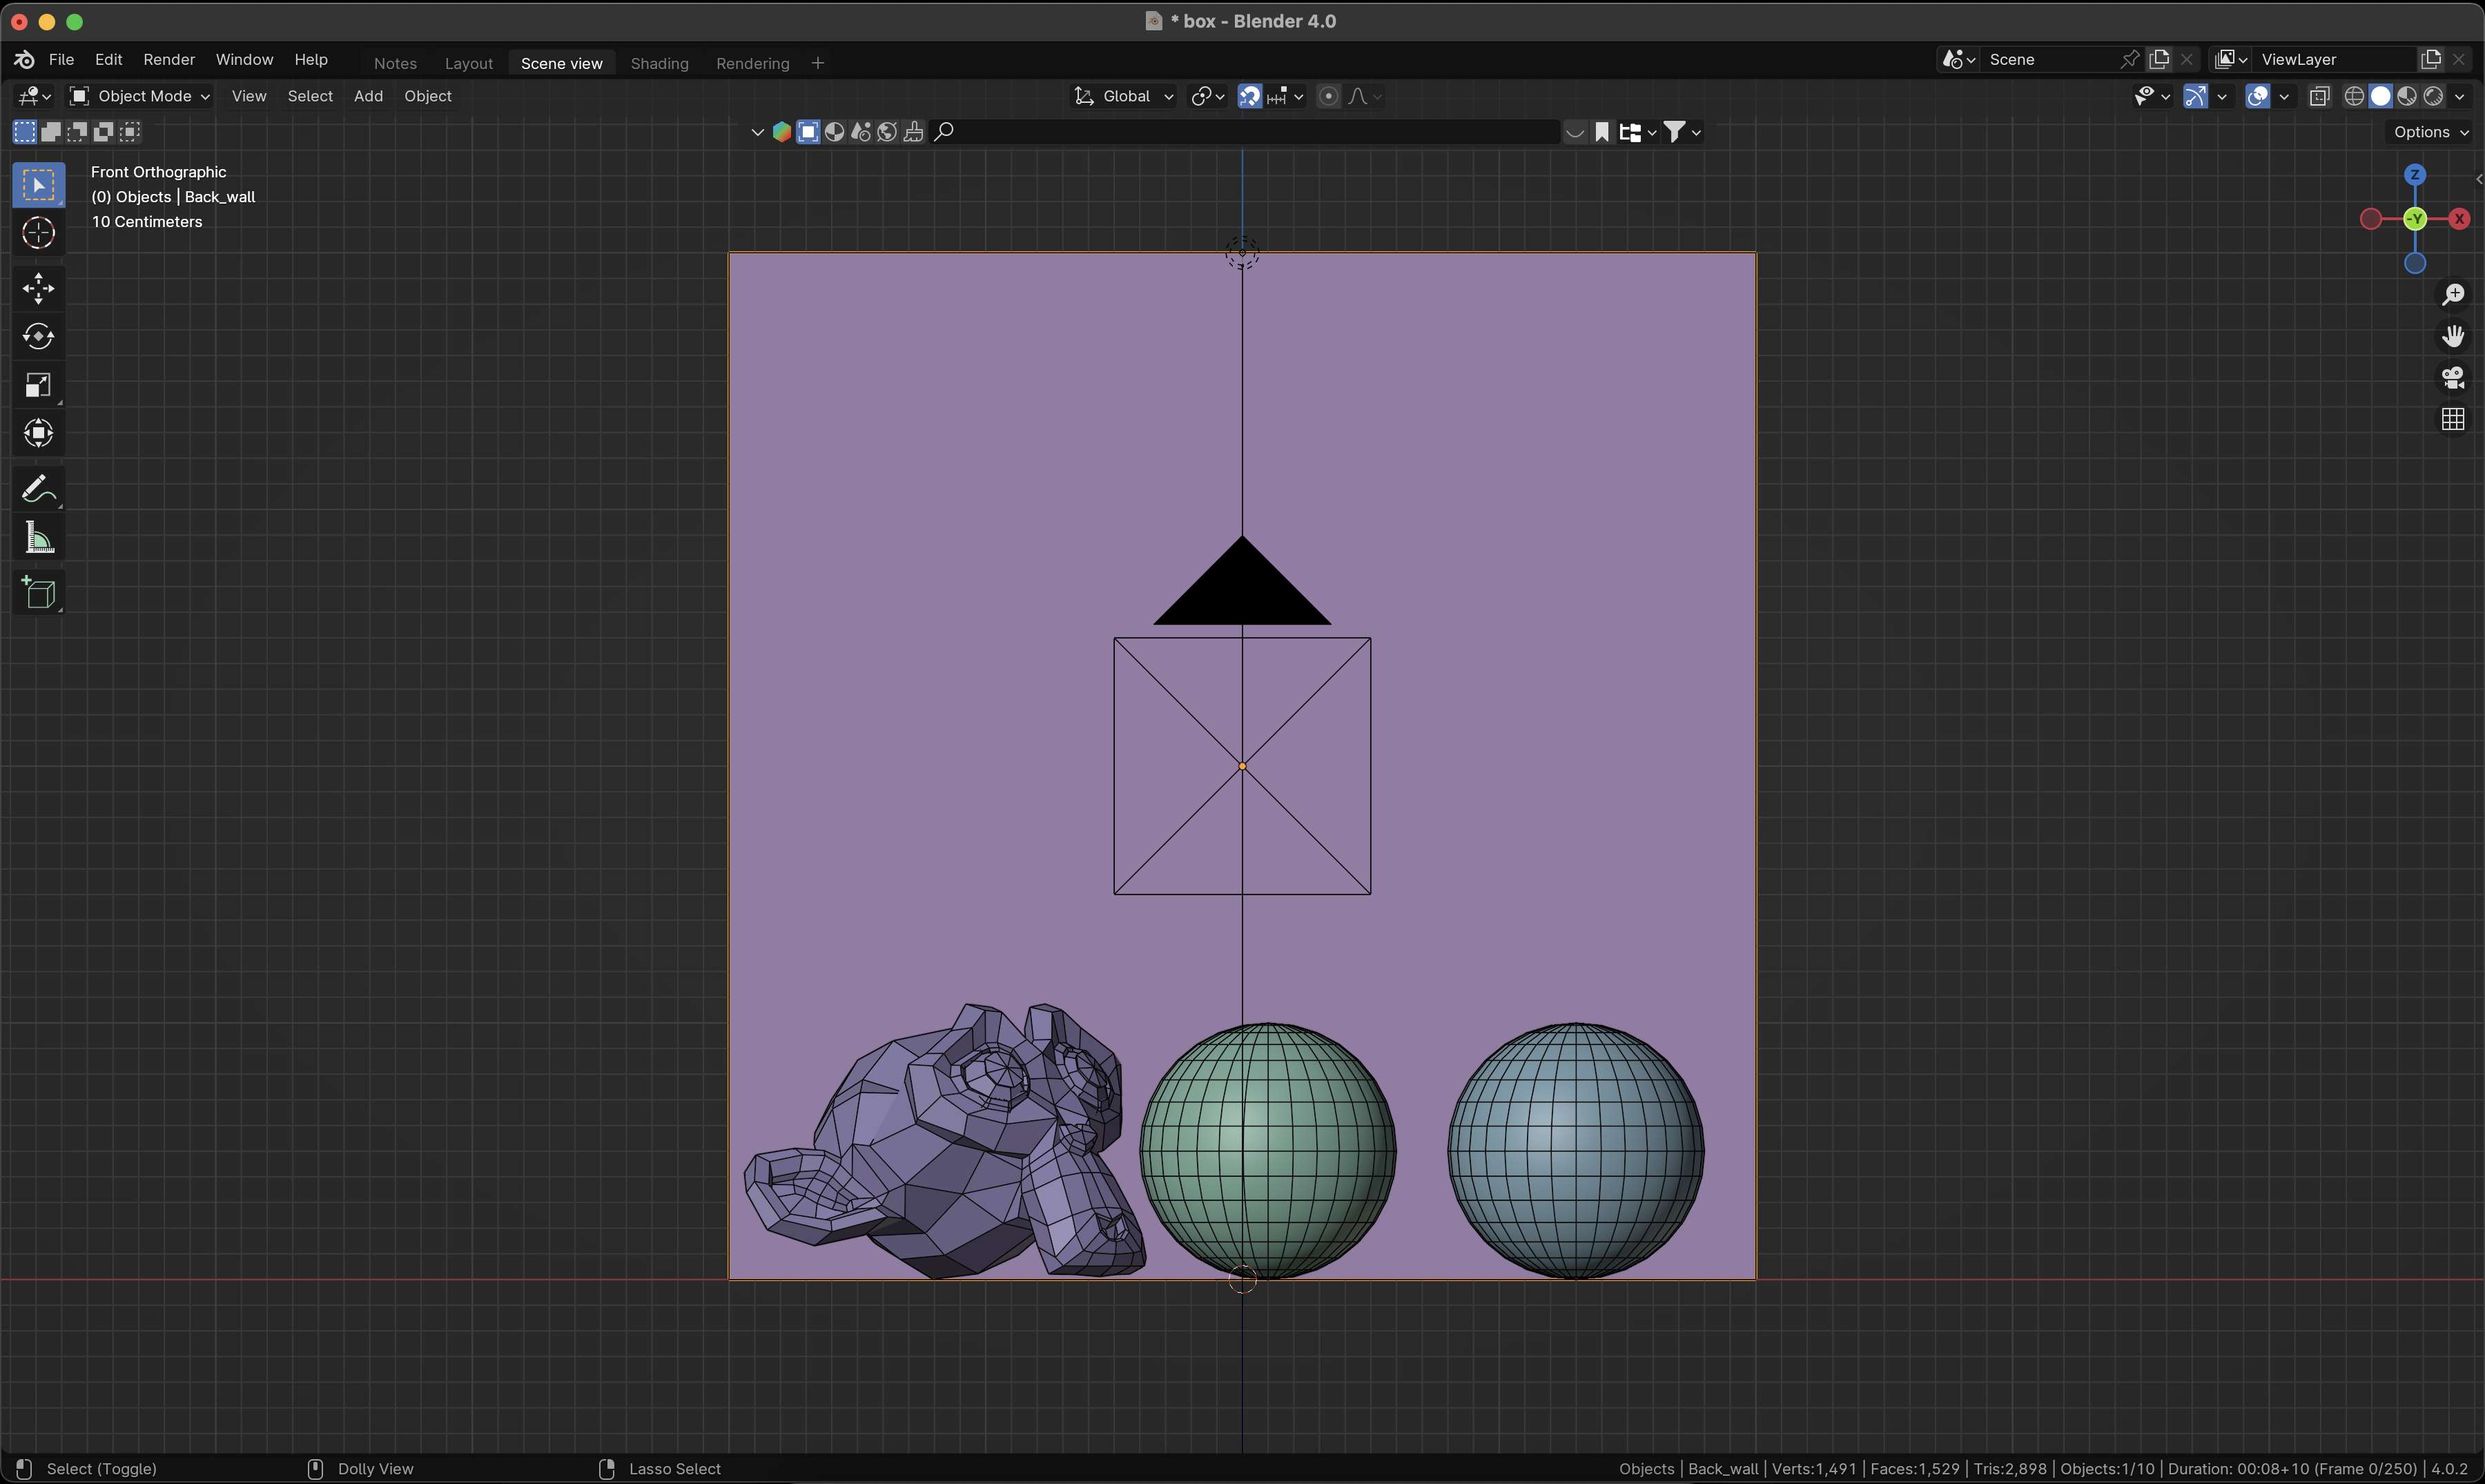 * box - Blender 4.0
File Edit Render Window Help Notes Layout Scene view Shading Rendering + Scene ViewLayer
Object Mode View Select Add Object Global
Options
Front Orthographic
(0) Objects | Back_wall
10 Centimeters
Z
-Y X
Select (Toggle) Dolly View Lasso Select Objects | Back_wall | Verts:1,491 | Faces:1,529 | Tris:2,898 | Objects:1/10 | Duration: 00:08+10 (Frame 0/250) | 4.0.2